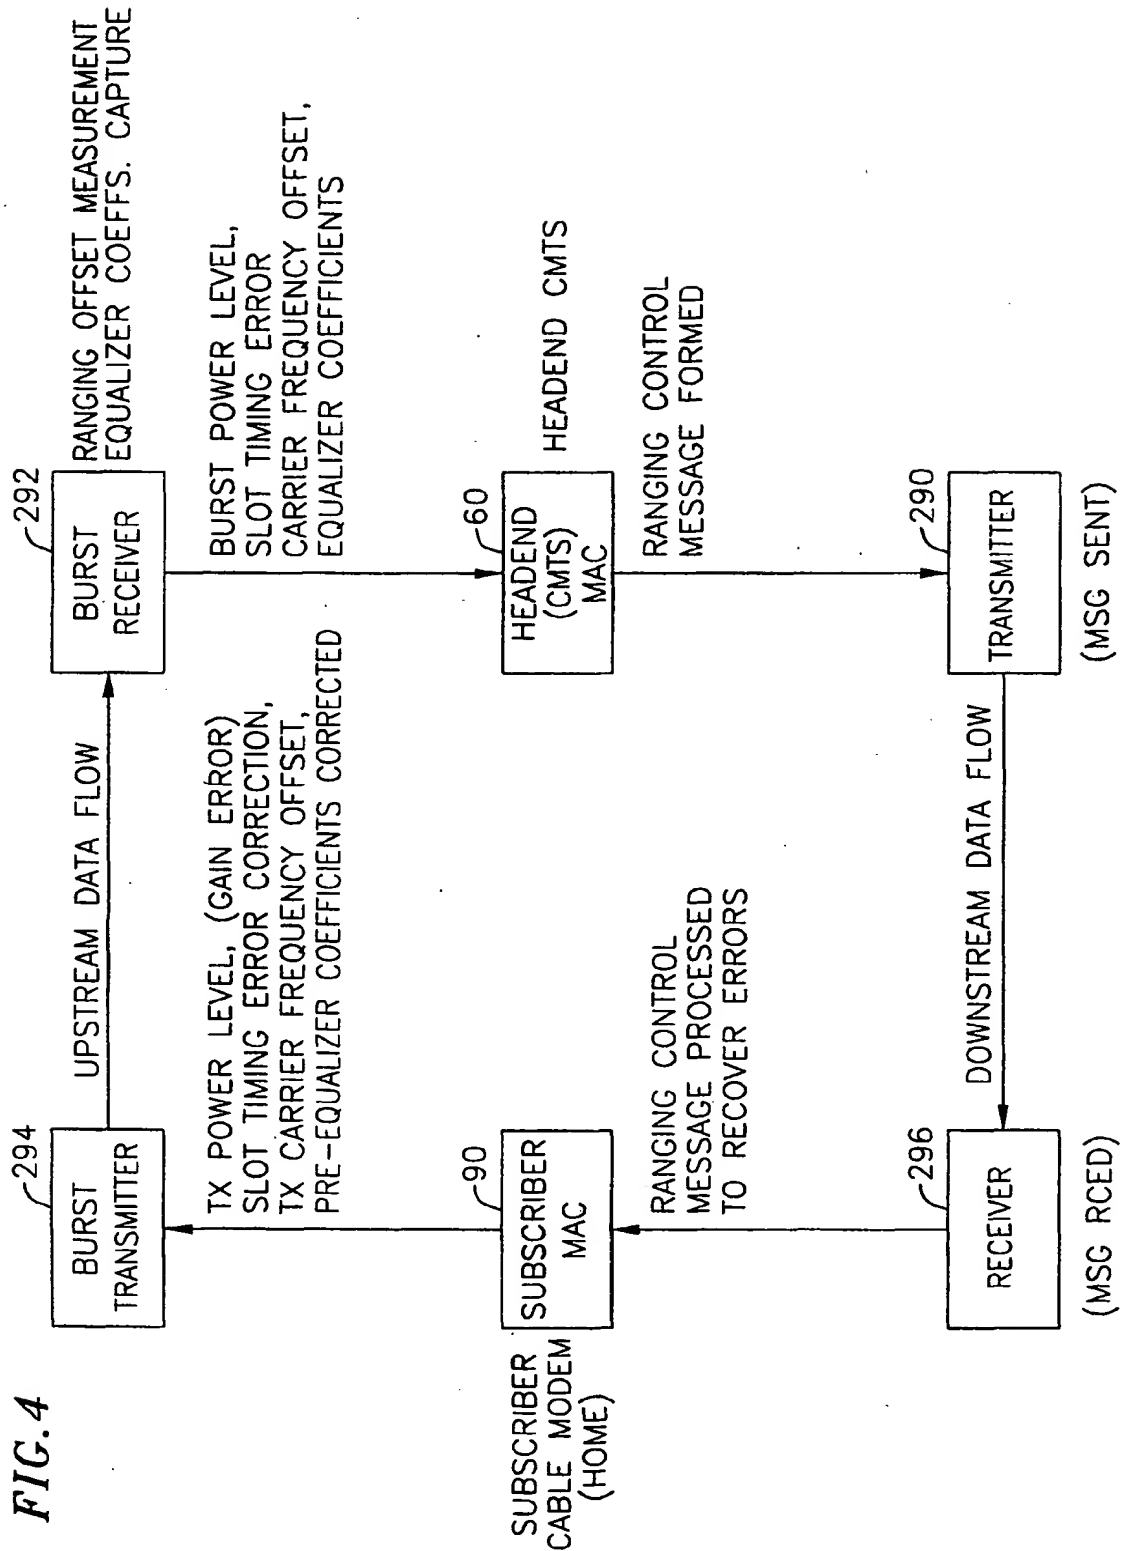 FIG.4
294
BURST
TRANSMITTER
UPSTREAM DATA FLOW
292
BURST
RECEIVER
RANGING OFFSET MEASUREMENT
EQUALIZER COEFFS. CAPTURE
TX POWER LEVEL, (GAIN ERROR)
SLOT TIMING ERROR CORRECTION,
TX CARRIER FREQUENCY OFFSET,
PRE-EQUALIZER COEFFICIENTS CORRECTED
BURST POWER LEVEL,
SLOT TIMING ERROR
CARRIER FREQUENCY OFFSET,
EQUALIZER COEFFICIENTS
SUBSCRIBER
CABLE MODEM
(HOME)
90
SUBSCRIBER
MAC
60
HEADEND
(CMTS)
MAC
HEADEND CMTS
RANGING CONTROL
MESSAGE PROCESSED
TO RECOVER ERRORS
RANGING CONTROL
MESSAGE FORMED
296
RECEIVER
(MSG RCED)
DOWNSTREAM DATA FLOW
290
TRANSMITTER
(MSG SENT)